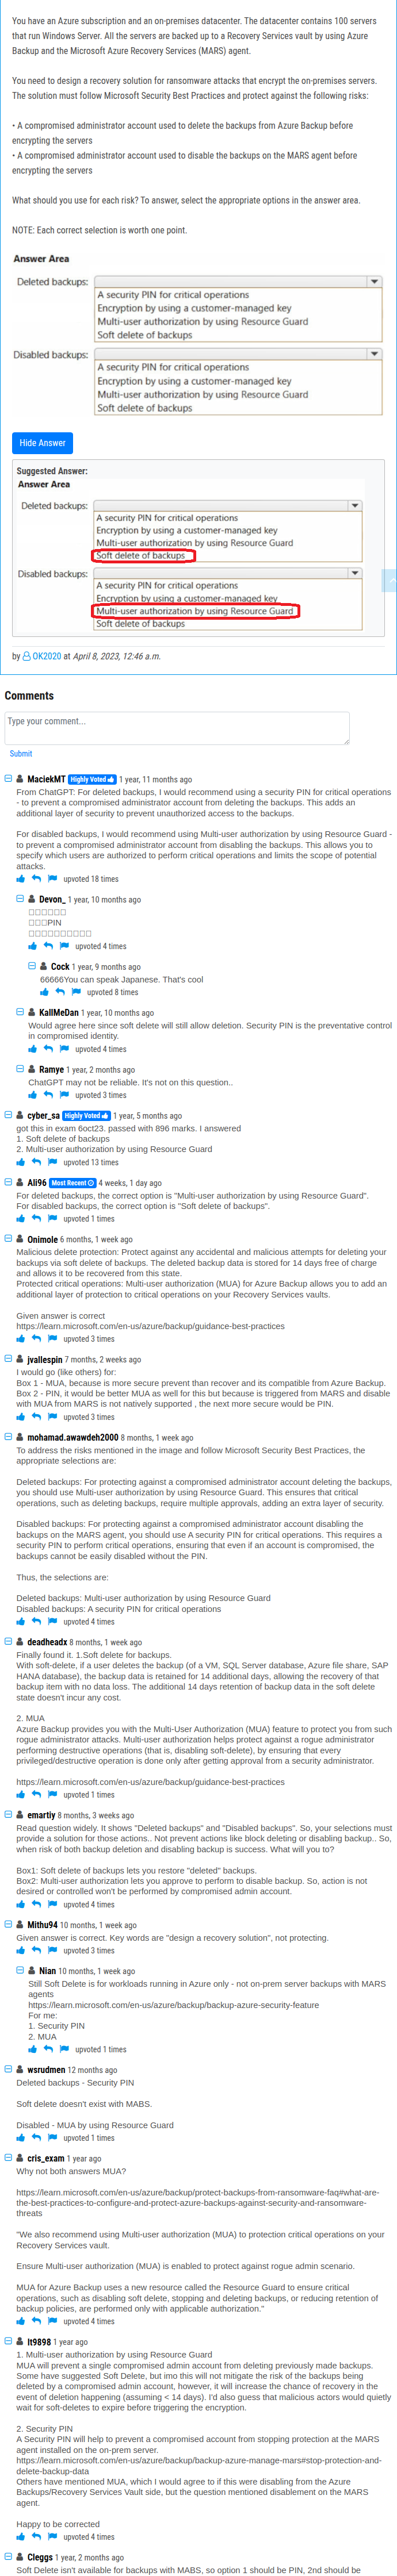 You have an Azure subscription and an on-premises datacenter. The datacenter contains 100 servers
that run Windows Server. All the servers are backed up to a Recovery Services vault by using Azure
Backup and the Microsoft Azure Recovery Services (MARS) agent.
You need to design a recovery solution for ransomware attacks that encrypt the on-premises servers.
The solution must follow Microsoft Security Best Practices and protect against the following risks:
• A compromised administrator account used to delete the backups from Azure Backup before
encrypting the servers
• A compromised administrator account used to disable the backups on the MARS agent before
encrypting the servers
What should you use for each risk? To answer, select the appropriate options in the answer area.
NOTE: Each correct selection is worth one point.
Answer Area
Deleted backups:
A security PIN for critical operations
Encryption by using a customer-managed key
Multi-user authorization by using Resource Guard
Soft delete of backups
Disabled backups:
A security PIN for critical operations
Encryption by using a customer-managed key
Multi-user authorization by using Resource Guard
Soft delete of backups
Hide Answer
Suggested Answer:
Answer Area
Deleted backups:
A security PIN for critical operations
Encryption by using a customer-managed key
Multi-user authorization by using Resource Guard
Soft delete of backups
Disabled backups:
A security PIN for critical operations
Encryption by using a customer-managed key
Multi-user authorization by using Resource Guard
Soft delete of backups
by OK2020 at April 8, 2023, 12:46 a.m.
Comments
Type your comment...
Submit
MaciekMT Highly Voted 1 year, 11 months ago
From ChatGPT: For deleted backups, I would recommend using a security PIN for critical operations
- to prevent a compromised administrator account from deleting the backups. This adds an
additional layer of security to prevent unauthorized access to the backups.
For disabled backups, I would recommend using Multi-user authorization by using Resource Guard -
to prevent a compromised administrator account from disabling the backups. This allows you to
specify which users are authorized to perform critical operations and limits the scope of potential
attacks.
upvoted 18 times
Devon_ 1 year, 10 months ago
□□□□□□
□□□PIN
□□□□□□□□□□
upvoted 4 times
Cock 1 year, 9 months ago
66666You can speak Japanese. That's cool
upvoted 8 times
KallMeDan 1 year, 10 months ago
Would agree here since soft delete will still allow deletion. Security PIN is the preventative control
in compromised identity.
upvoted 4 times
Ramye 1 year, 2 months ago
ChatGPT may not be reliable. It's not on this question..
upvoted 3 times
cyber_sa Highly Voted 1 year, 5 months ago
got this in exam 6oct23. passed with 896 marks. I answered
1. Soft delete of backups
2. Multi-user authorization by using Resource Guard
upvoted 13 times
Ali96 Most Recent 4 weeks, 1 day ago
For deleted backups, the correct option is "Multi-user authorization by using Resource Guard".
For disabled backups, the correct option is "Soft delete of backups".
upvoted 1 times
Onimole 6 months, 1 week ago
Malicious delete protection: Protect against any accidental and malicious attempts for deleting your
backups via soft delete of backups. The deleted backup data is stored for 14 days free of charge
and allows it to be recovered from this state.
Protected critical operations: Multi-user authorization (MUA) for Azure Backup allows you to add an
additional layer of protection to critical operations on your Recovery Services vaults.
Given answer is correct
https://learn.microsoft.com/en-us/azure/backup/guidance-best-practices
upvoted 3 times
jvallespin 7 months, 2 weeks ago
I would go (like others) for:
Box 1 - MUA, because is more secure prevent than recover and its compatible from Azure Backup.
Box 2 - PIN, it would be better MUA as well for this but because is triggered from MARS and disable
with MUA from MARS is not natively supported , the next more secure would be PIN.
upvoted 3 times
mohamad.awawdeh2000 8 months, 1 week ago
To address the risks mentioned in the image and follow Microsoft Security Best Practices, the
appropriate selections are:
Deleted backups: For protecting against a compromised administrator account deleting the backups,
you should use Multi-user authorization by using Resource Guard. This ensures that critical
operations, such as deleting backups, require multiple approvals, adding an extra layer of security.
Disabled backups: For protecting against a compromised administrator account disabling the
backups on the MARS agent, you should use A security PIN for critical operations. This requires a
security PIN to perform critical operations, ensuring that even if an account is compromised, the
backups cannot be easily disabled without the PIN.
Thus, the selections are:
Deleted backups: Multi-user authorization by using Resource Guard
Disabled backups: A security PIN for critical operations
upvoted 4 times
deadheadx 8 months, 1 week ago
Finally found it. 1.Soft delete for backups.
With soft-delete, if a user deletes the backup (of a VM, SQL Server database, Azure file share, SAP
HANA database), the backup data is retained for 14 additional days, allowing the recovery of that
backup item with no data loss. The additional 14 days retention of backup data in the soft delete
state doesn't incur any cost.
2. MUA
Azure Backup provides you with the Multi-User Authorization (MUA) feature to protect you from such
rogue administrator attacks. Multi-user authorization helps protect against a rogue administrator
performing destructive operations (that is, disabling soft-delete), by ensuring that every
privileged/destructive operation is done only after getting approval from a security administrator.
https://learn.microsoft.com/en-us/azure/backup/guidance-best-practices
upvoted 1 times
emartiy 8 months, 3 weeks ago
Read question widely. It shows "Deleted backups" and "Disabled backups". So, your selections must
provide a solution for those actions.. Not prevent actions like block deleting or disabling backup.. So,
when risk of both backup deletion and disabling backup is success. What will you to?
Box1: Soft delete of backups lets you restore "deleted" backups.
Box2: Multi-user authorization lets you approve to perform to disable backup. So, action is not
desired or controlled won't be performed by compromised admin account.
upvoted 4 times
Mithu94 10 months, 1 week ago
Given answer is correct. Key words are "design a recovery solution", not protecting.
upvoted 3 times
Nian 10 months, 1 week ago
Still Soft Delete is for workloads running in Azure only - not on-prem server backups with MARS
agents
https://learn.microsoft.com/en-us/azure/backup/backup-azure-security-feature
For me:
1. Security PIN
2. MUA
upvoted 1 times
wsrudmen 12 months ago
Deleted backups - Security PIN
Soft delete doesn't exist with MABS.
Disabled - MUA by using Resource Guard
upvoted 1 times
cris_exam 1 year ago
Why not both answers MUA?
https://learn.microsoft.com/en-us/azure/backup/protect-backups-from-ransomware-faq#what-are-
the-best-practices-to-configure-and-protect-azure-backups-against-security-and-ransomware-
threats
"We also recommend using Multi-user authorization (MUA) to protection critical operations on your
Recovery Services vault.
Ensure Multi-user authorization (MUA) is enabled to protect against rogue admin scenario.
MUA for Azure Backup uses a new resource called the Resource Guard to ensure critical
operations, such as disabling soft delete, stopping and deleting backups, or reducing retention of
backup policies, are performed only with applicable authorization."
upvoted 4 times
lt9898 1 year ago
1. Multi-user authorization by using Resource Guard
MUA will prevent a single compromised admin account from deleting previously made backups.
Some have suggested Soft Delete, but imo this will not mitigate the risk of the backups being
deleted by a compromised admin account, however, it will increase the chance of recovery in the
event of deletion happening (assuming < 14 days). I'd also guess that malicious actors would quietly
wait for soft-deletes to expire before triggering the encryption.
2. Security PIN
A Security PIN will help to prevent a compromised account from stopping protection at the MARS
agent installed on the on-prem server.
https://learn.microsoft.com/en-us/azure/backup/backup-azure-manage-mars#stop-protection-and-
delete-backup-data
Others have mentioned MUA, which I would agree to if this were disabling from the Azure
Backups/Recovery Services Vault side, but the question mentioned disablement on the MARS
agent.
Happy to be corrected
upvoted 4 times
Cleggs 1 year, 2 months ago
Soft Delete isn't available for backups with MABS, so option 1 should be PIN, 2nd should be